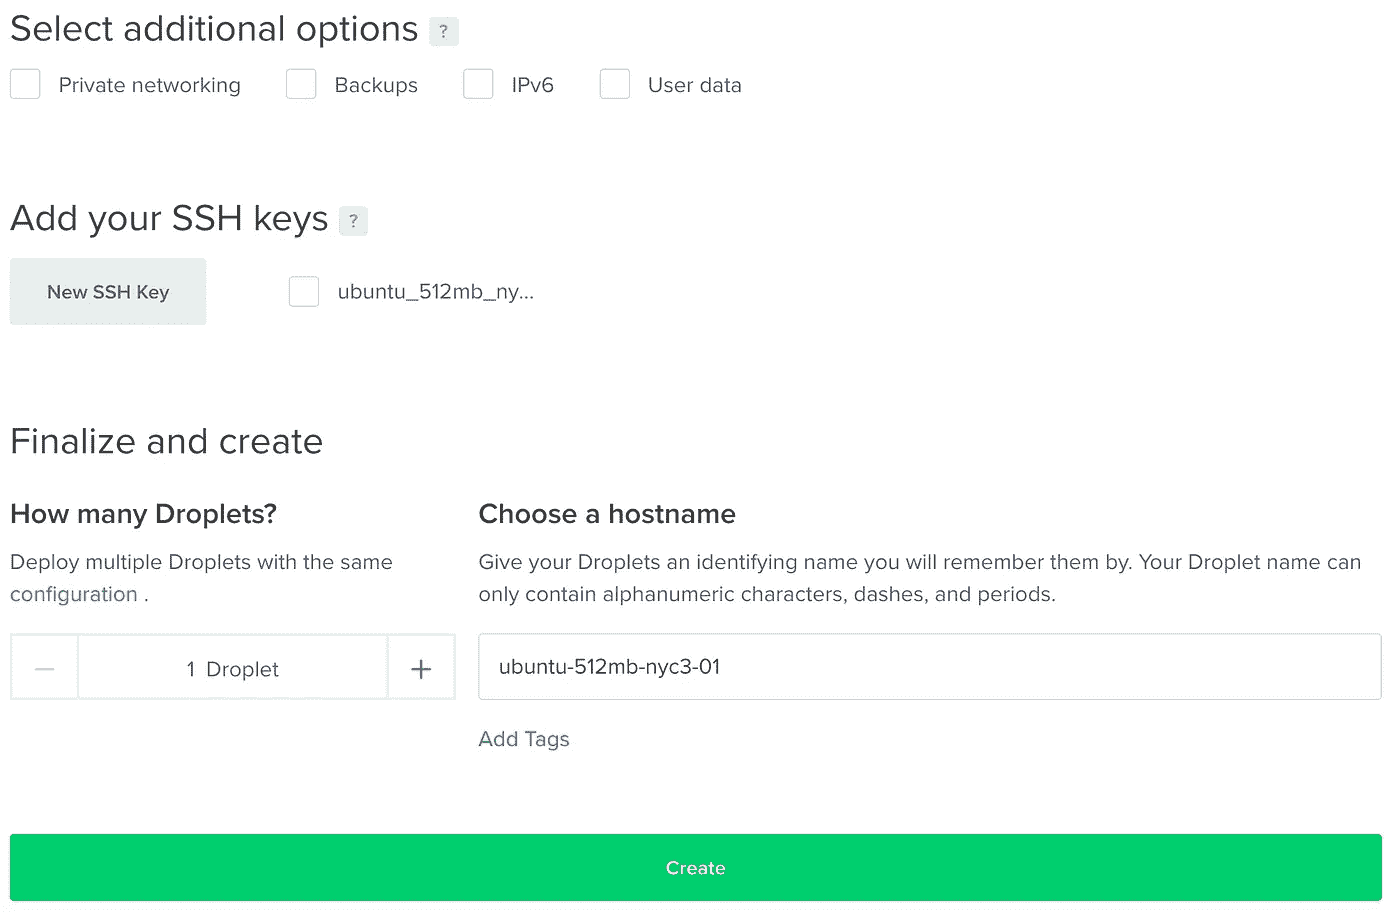 Select additional options ?
Private networking Backups IPv6 User data
Add your SSH keys ?
New SSH Key ubuntu_512mb_ny...
Finalize and create
How many Droplets?
Deploy multiple Droplets with the same
configuration .
1 Droplet
Choose a hostname
Give your Droplets an identifying name you will remember them by. Your Droplet name can
only contain alphanumeric characters, dashes, and periods.
ubuntu-512mb-nyc3-01
Add Tags
Create